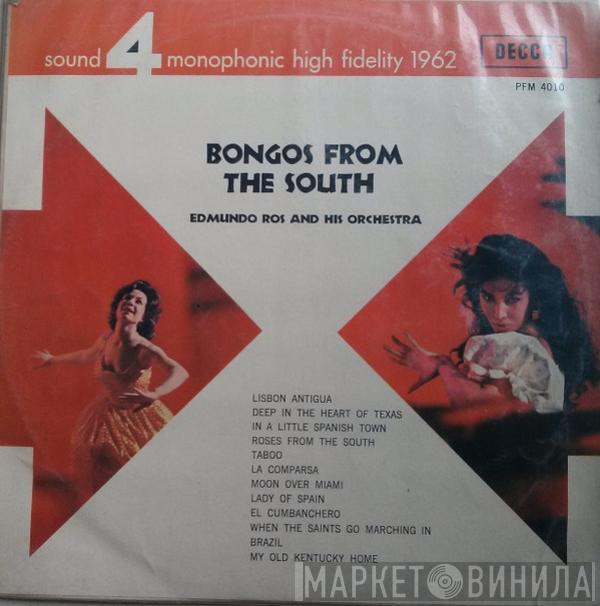 sound 4 monophonic high fidelity 1962
DECCA
PFM 4010
BONGOS FROM
THE SOUTH
EDMUNDO ROS AND HIS ORCHESTRA
LISBON ANTIGUA
DEEP IN THE HEART OF TEXAS
IN A LITTLE SPANISH TOWN
ROSES FROM THE SOUTH
TABOO
LA COMPARSA
MOON OVER MIAMI
LADY OF SPAIN
EL CUMBANCHERO
WHEN THE SAINTS GO MARCHING IN
BRAZIL
MY OLD KENTUCKY HOME
МАРКЕТ ВИНИЛА